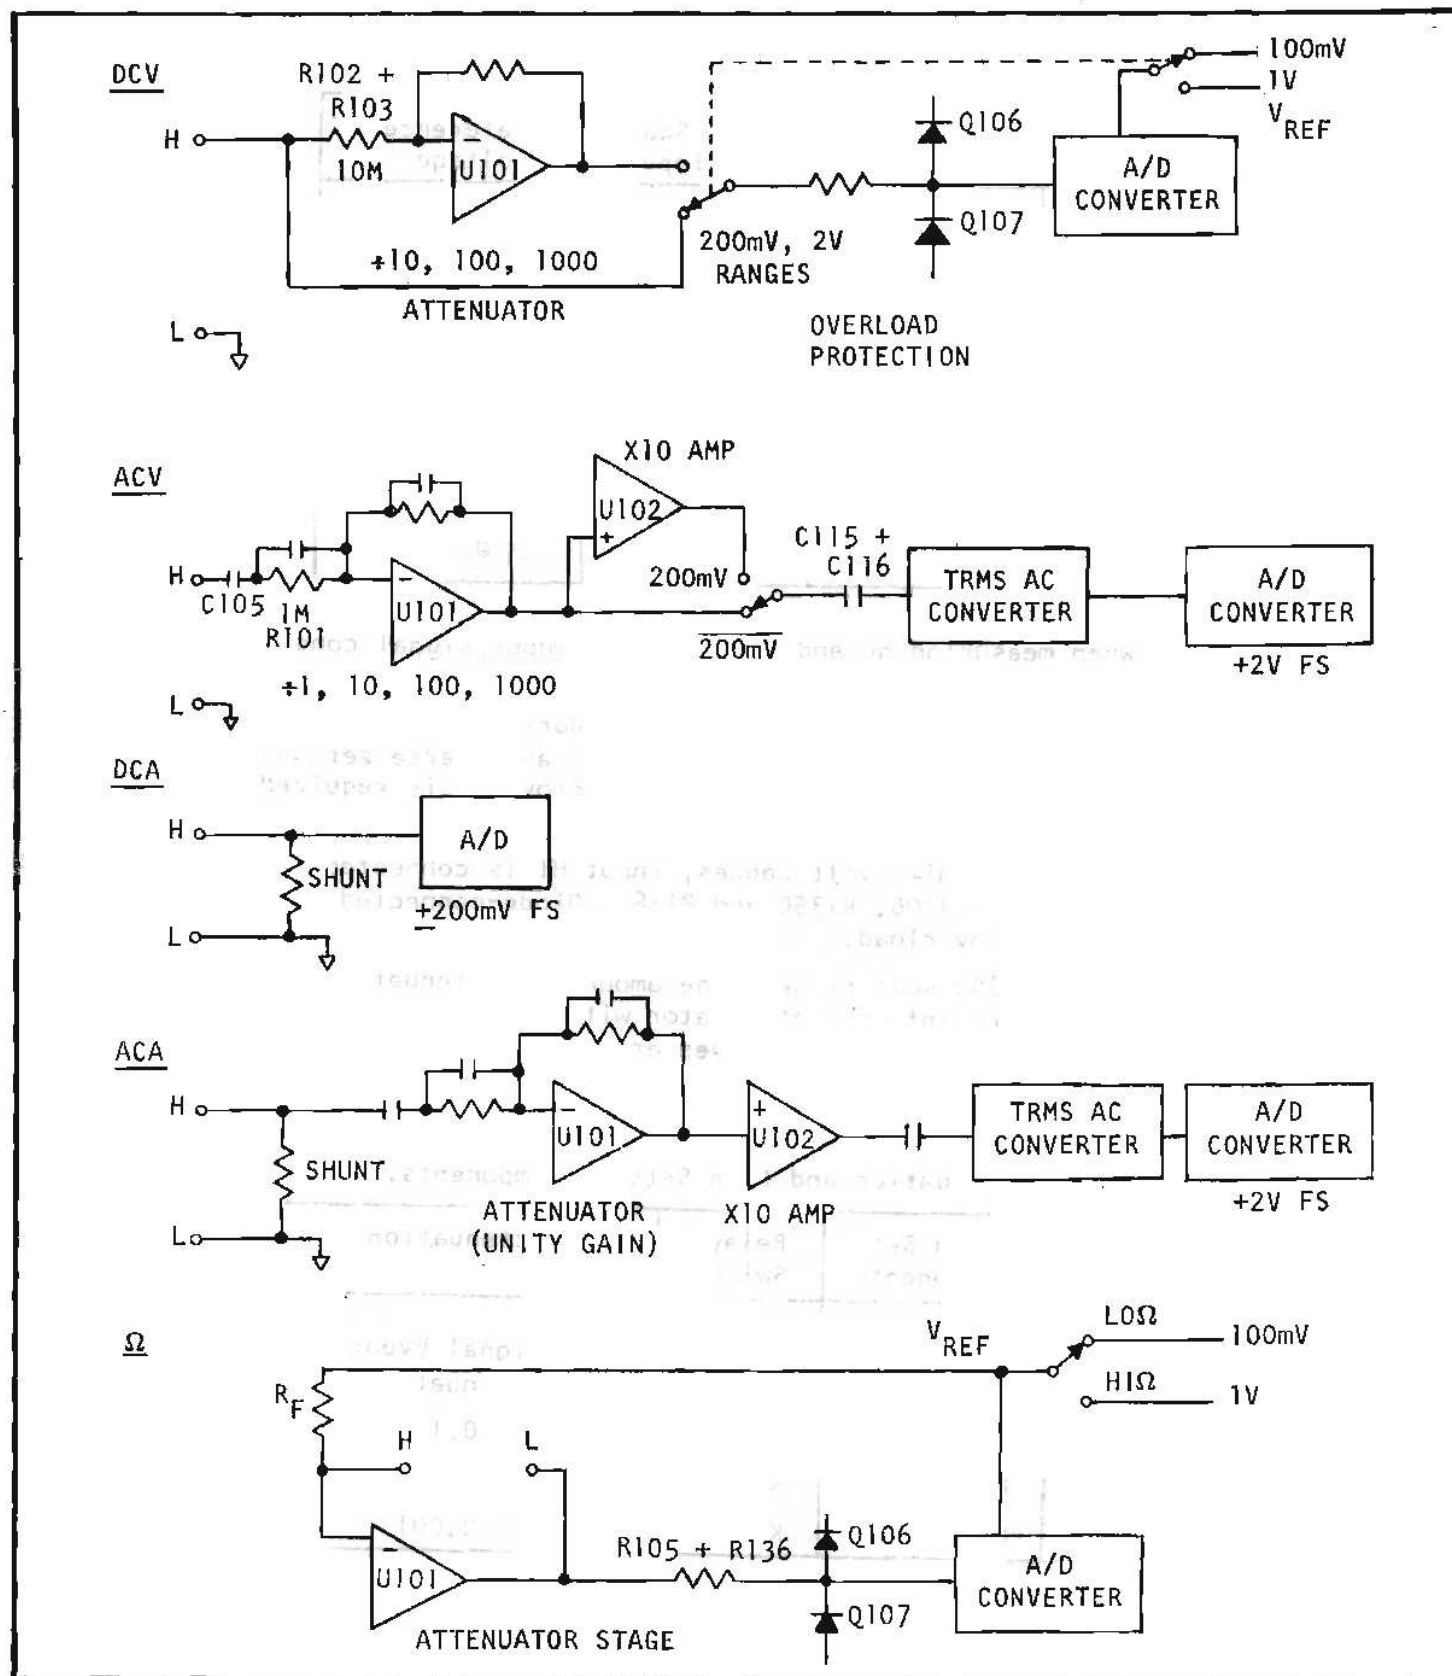 DCV
H
R102 +
R103
10M
U101
÷10, 100, 1000
ATTENUATOR
L
200mV, 2V
RANGES
OVERLOAD
PROTECTION
Q106
Q107
A/D
CONVERTER
100mV
1V
VREF
ACV
H
C105
1M
R101
U101
÷1, 10, 100, 1000
L
X10 AMP
U102
+
200mV
200mV
C115 +
C116
TRMS AC
CONVERTER
A/D
CONVERTER
+2V FS
DCA
H
SHUNT
L
A/D
±200mV FS
ACA
H
SHUNT
L
U101
ATTENUATOR
(UNITY GAIN)
+
U102
X10 AMP
TRMS AC
CONVERTER
A/D
CONVERTER
+2V FS
Ω
RF
H
L
U101
ATTENUATOR STAGE
R105 + R136
Q106
Q107
VREF
LOΩ
100mV
HIΩ
1V
A/D
CONVERTER